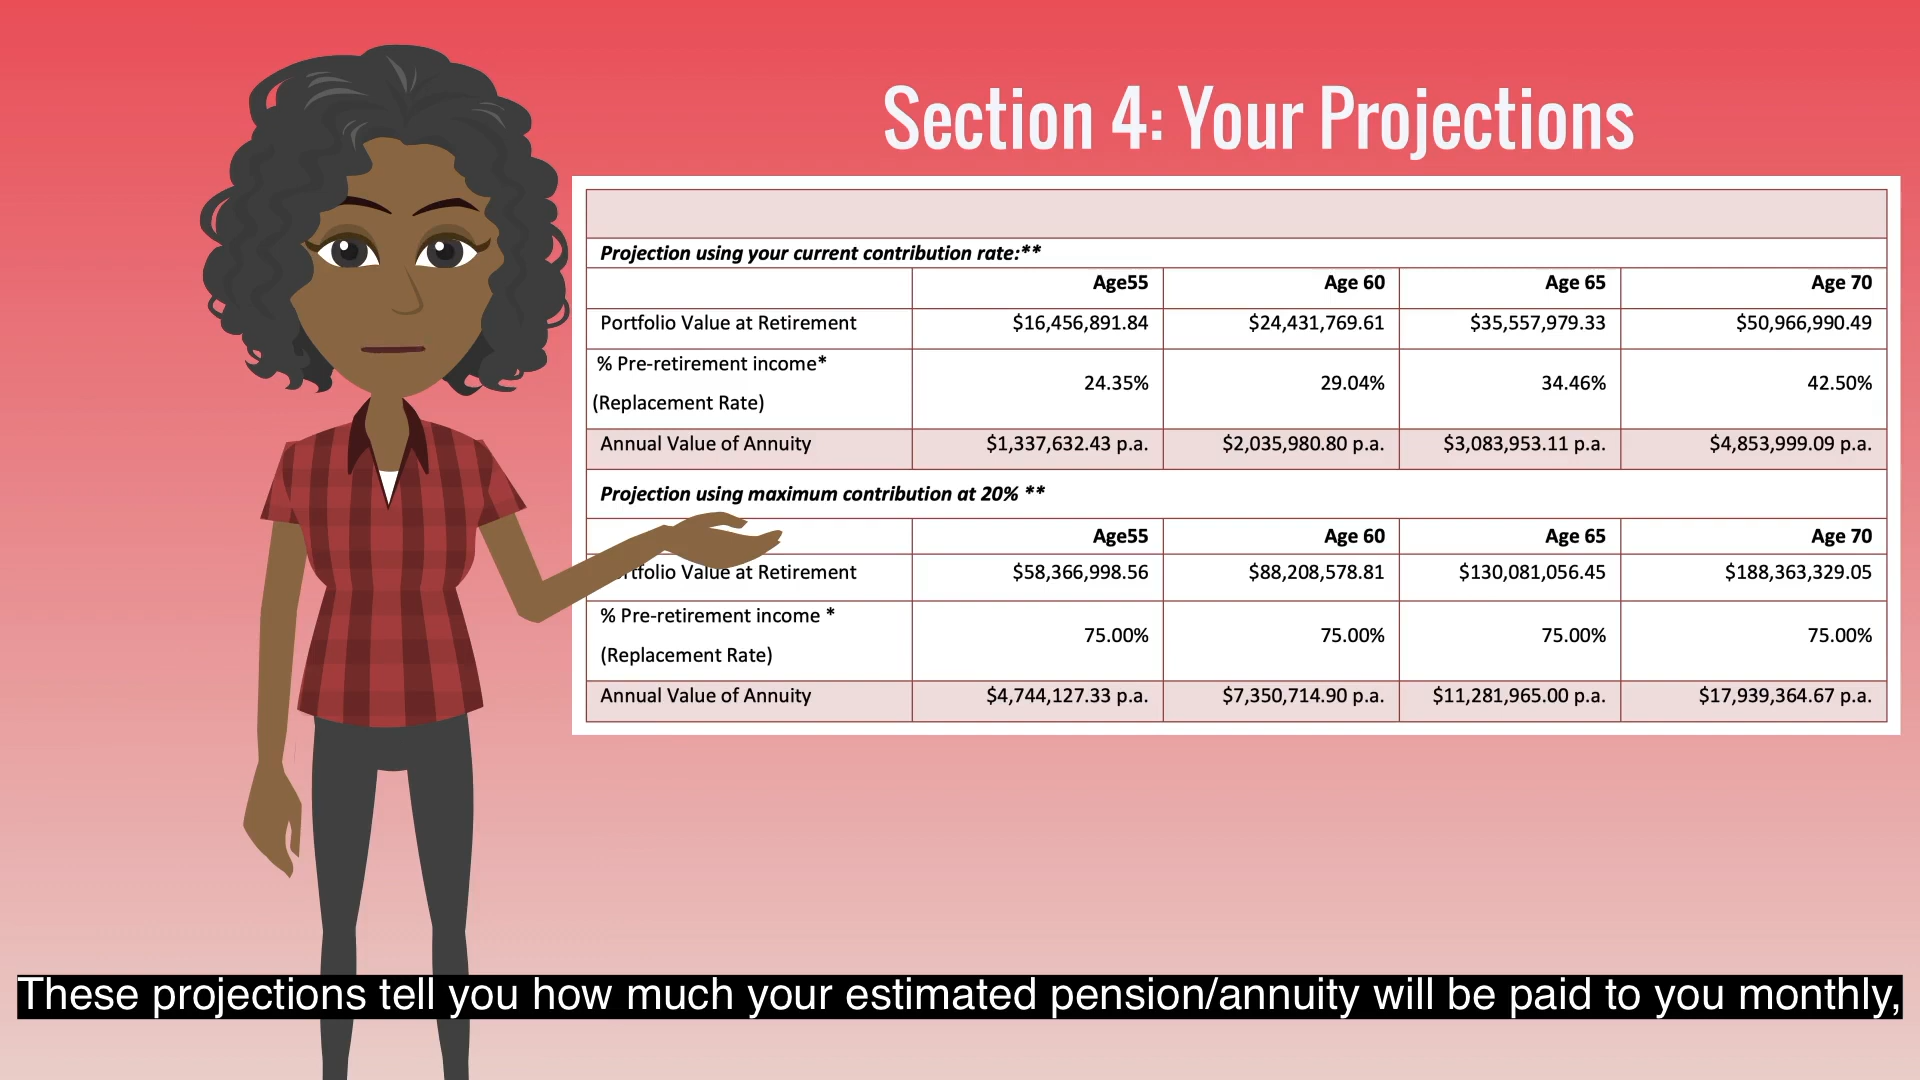 Section 4: Your Projections
Projection using your current contribution rate:**
Age55 Age 60 Age 65 Age 70
Portfolio Value at Retirement $16,456,891.84 $24,431,769.61 $35,557,979.33 $50,966,990.49
% Pre-retirement income*
(Replacement Rate) 24.35% 29.04% 34.46% 42.50%
Annual Value of Annuity $1,337,632.43 p.a. $2,035,980.80 p.a. $3,083,953.11 p.a. $4,853,999.09 p.a.
Projection using maximum contribution at 20% **
Age55 Age 60 Age 65 Age 70
rtfolio Value at Retirement $58,366,998.56 $88,208,578.81 $130,081,056.45 $188,363,329.05
% Pre-retirement income *
(Replacement Rate) 75.00% 75.00% 75.00% 75.00%
Annual Value of Annuity $4,744,127.33 p.a. $7,350,714.90 p.a. $11,281,965.00 p.a. $17,939,364.67 p.a.
These projections tell you how much your estimated pension/annuity will be paid to you monthly,